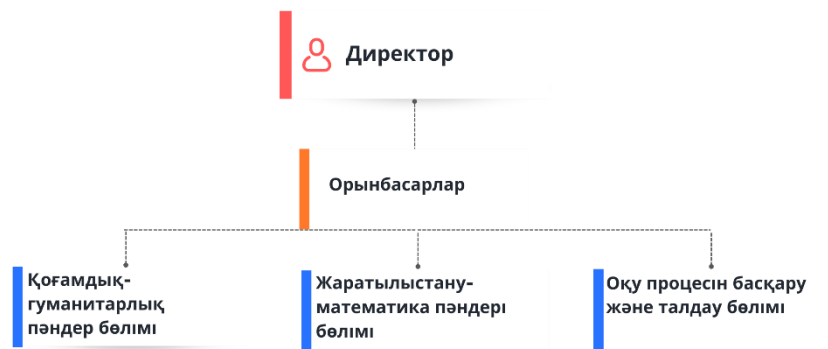 Директор
Орынбасарлар
Қоғамдық-
гуманитарлық
пәндер бөлімі
Жаратылыстану-
математика пәндері
бөлімі
Оқу процесін басқару
және талдау бөлімі